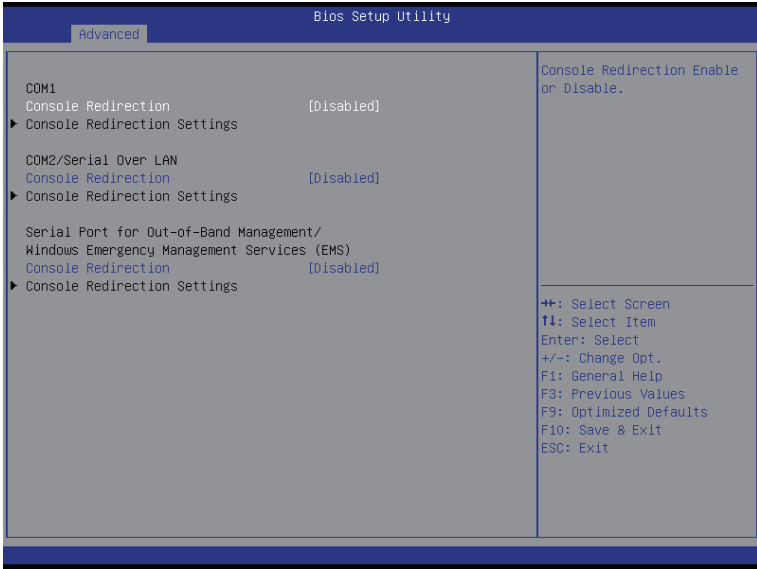 Bios Setup Utility
Advanced
COM1
Console Redirection [Disabled]
Console Redirection Settings
COM2/Serial Over LAN
Console Redirection [Disabled]
Console Redirection Settings
Serial Port for Out-of-Band Management/
Windows Emergency Management Services (EMS)
Console Redirection [Disabled]
Console Redirection Settings
Console Redirection Enable
or Disable.
→←: Select Screen
↑↓: Select Item
Enter: Select
+/-: Change Opt.
F1: General Help
F3: Previous Values
F9: Optimized Defaults
F10: Save & Exit
ESC: Exit